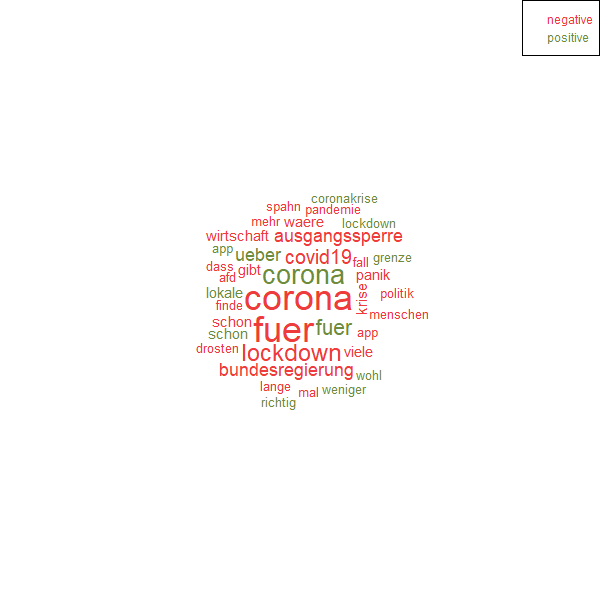 negative
positive
coronakrise
spahn pandemie
mehr waere lockdown
wirtschaft ausgangssperre
app ueber covid19 fall grenze
dass afd gibt corona panik
lokale corona krise politik
finde menschen
schon fuer fuer app
schon
drosten lockdown viele
bundesregierung wohl
lange mal weniger
richtig